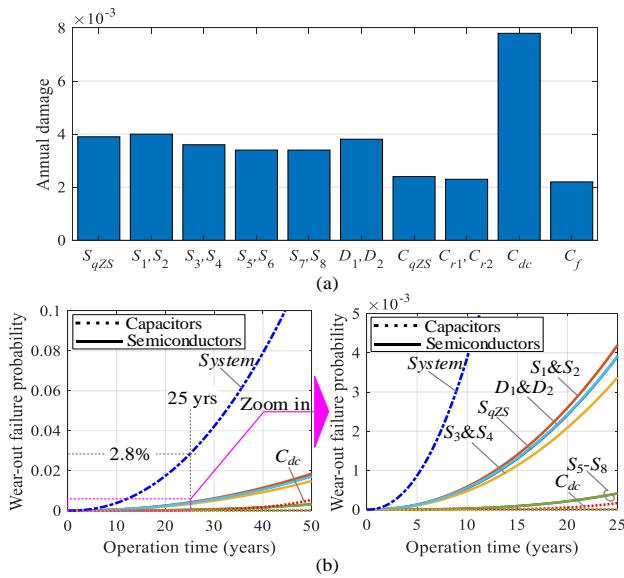 ×10⁻³
8
6
4
2
0
Annual damage
S_qZS S_1,S_2 S_3,S_4 S_5,S_6 S_7,S_8 D_1,D_2 C_qZS C_r1,C_r2 C_dc C_f
(a)
0.1
0.08
0.06
0.04
0.02
0
Wear-out failure probability
Capacitors
Semiconductors
System
25 yrs
Zoom in
2.8%
C_dc
0 10 20 30 40 50
Operation time (years)
×10⁻³
5
4
3
2
1
0
Wear-out failure probability
Capacitors
Semiconductors
System
S_1&S_2
D_1&D_2
S_qZS
S_3&S_4
S_5-S_8
C_dc
0 5 10 15 20 25
Operation time (years)
(b)